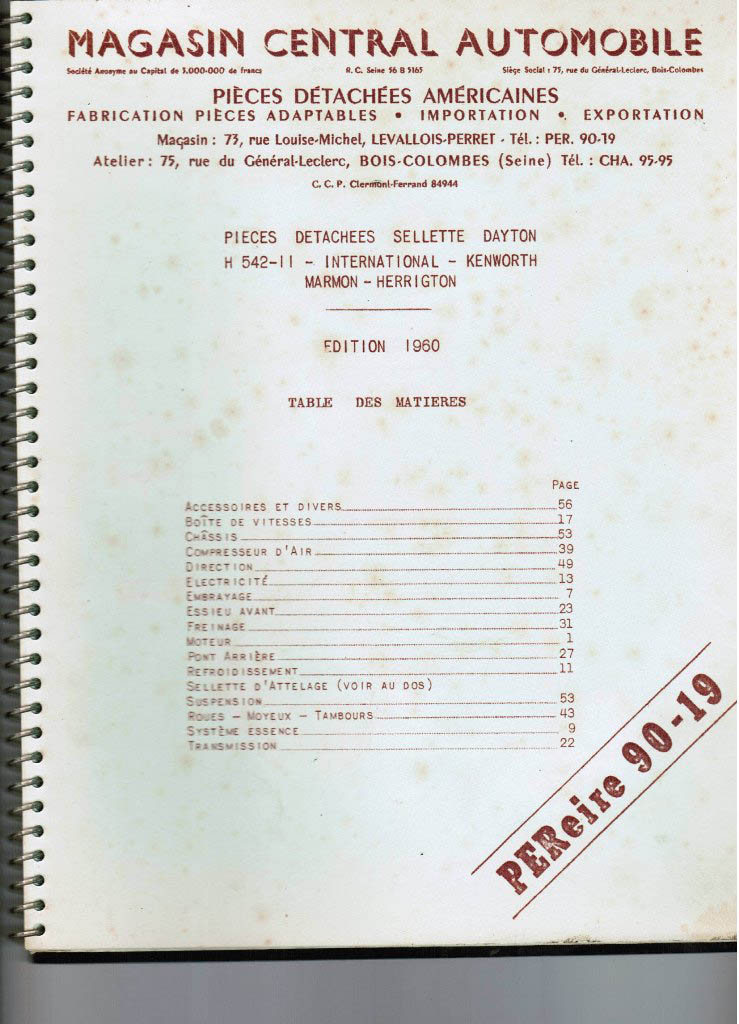 MAGASIN CENTRAL AUTOMOBILE
Société Anonyme au Capital de 5.000-000 de francs R. C. Seine 56 B 5165 Siège Social : 75, rue du Général-Leclerc, Bois-Colombes
PIÈCES DÉTACHÉES AMÉRICAINES
FABRICATION PIÈCES ADAPTABLES • IMPORTATION • EXPORTATION
Magasin : 73, rue Louise-Michel, LEVALLOIS-PERRET - Tél. : PER. 90-19
Atelier : 75, rue du Général-Leclerc, BOIS-COLOMBES (Seine) Tél. : CHA. 95-95
C. C. P. Clermont-Ferrand 84944
PIECES DETACHEES SELLETTE DAYTON
H 542-11 - INTERNATIONAL - KENWORTH
MARMON - HERRIGTON
EDITION 1960
TABLE DES MATIERES
PAGE
ACCESSOIRES ET DIVERS 56
BOÎTE DE VITESSES 17
CHÂSSIS 53
COMPRESSEUR D'AIR 39
DIRECTION 49
ELECTRICITÉ 13
EMBRAYAGE 7
ESSIEU AVANT 23
FREINAGE 31
MOTEUR 1
PONT ARRIÈRE 27
REFROIDISSEMENT 11
SELLETTE D'ATTELAGE (VOIR AU DOS)
SUSPENSION 53
ROUES - MOYEUX - TAMBOURS 43
SYSTÈME ESSENCE 9
TRANSMISSION 22
PEReire 90-19